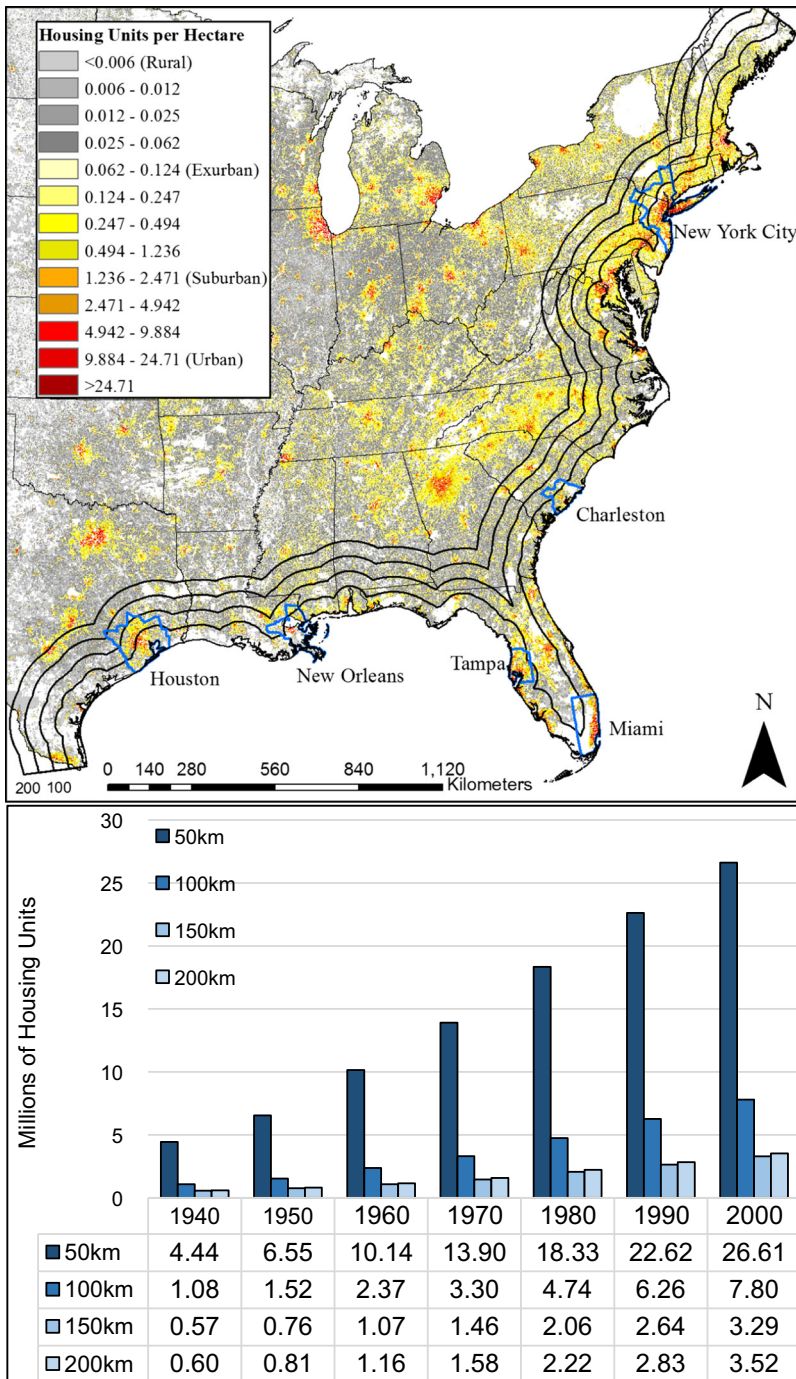 Housing Units per Hectare
<0.006 (Rural)
0.006 - 0.012
0.012 - 0.025
0.025 - 0.062
0.062 - 0.124 (Exurban)
0.124 - 0.247
0.247 - 0.494
0.494 - 1.236
1.236 - 2.471 (Suburban)
2.471 - 4.942
4.942 - 9.884
9.884 - 24.71 (Urban)
>24.71
New York City
Charleston
Houston
New Orleans
Tampa
Miami
N
0 140 280 560 840 1,120
Kilometers
200 100
Millions of Housing Units
30
25
20
15
10
5
0
50km
100km
150km
200km
1940 1950 1960 1970 1980 1990 2000
50km 4.44 6.55 10.14 13.90 18.33 22.62 26.61
100km 1.08 1.52 2.37 3.30 4.74 6.26 7.80
150km 0.57 0.76 1.07 1.46 2.06 2.64 3.29
200km 0.60 0.81 1.16 1.58 2.22 2.83 3.52